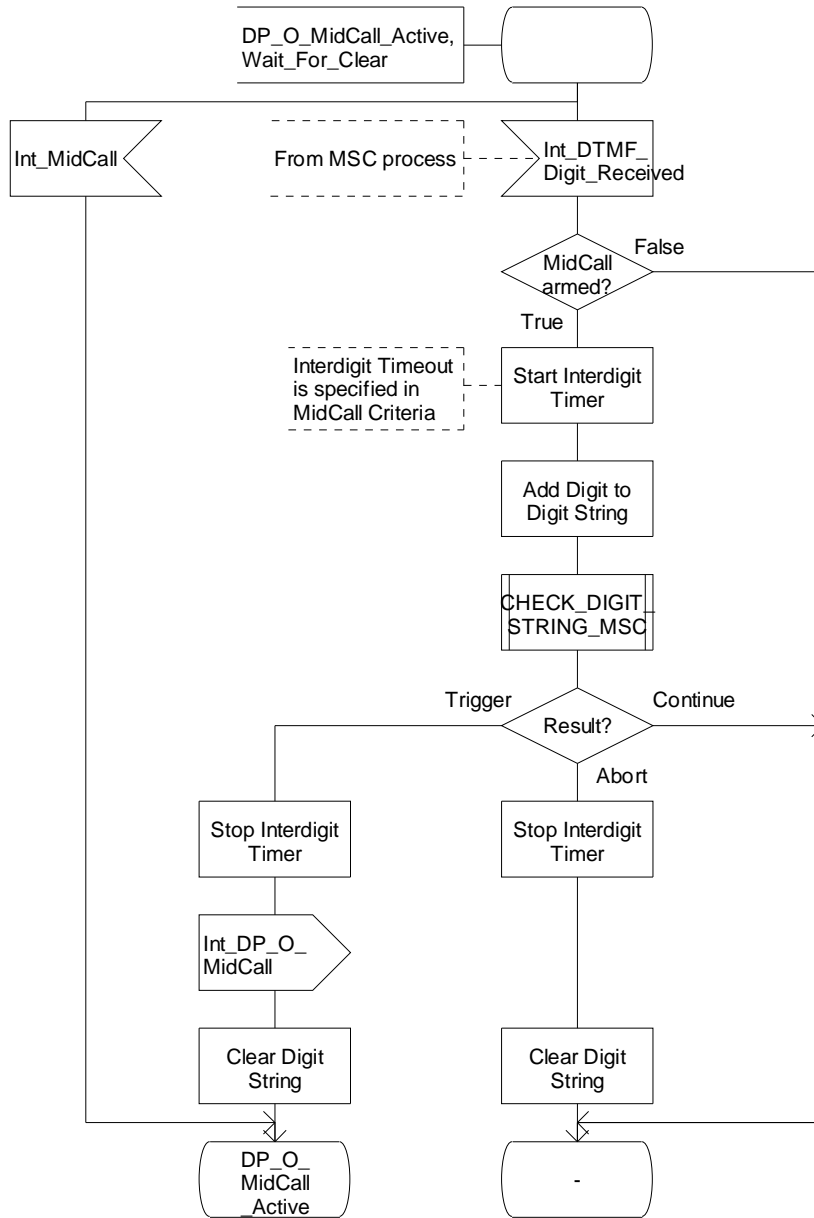 DP_O_MidCall_Active,
Wait_For_Clear
Int_MidCall
From MSC process
Int_DTMF_
Digit_Received
MidCall
armed?
False
True
Interdigit Timeout
is specified in
MidCall Criteria
Start Interdigit
Timer
Add Digit to
Digit String
CHECK_DIGIT_
STRING_MSC
Trigger
Result?
Continue
Abort
Stop Interdigit
Timer
Stop Interdigit
Timer
Int_DP_O_
MidCall
Clear Digit
String
Clear Digit
String
DP_O_
MidCall
_Active
-